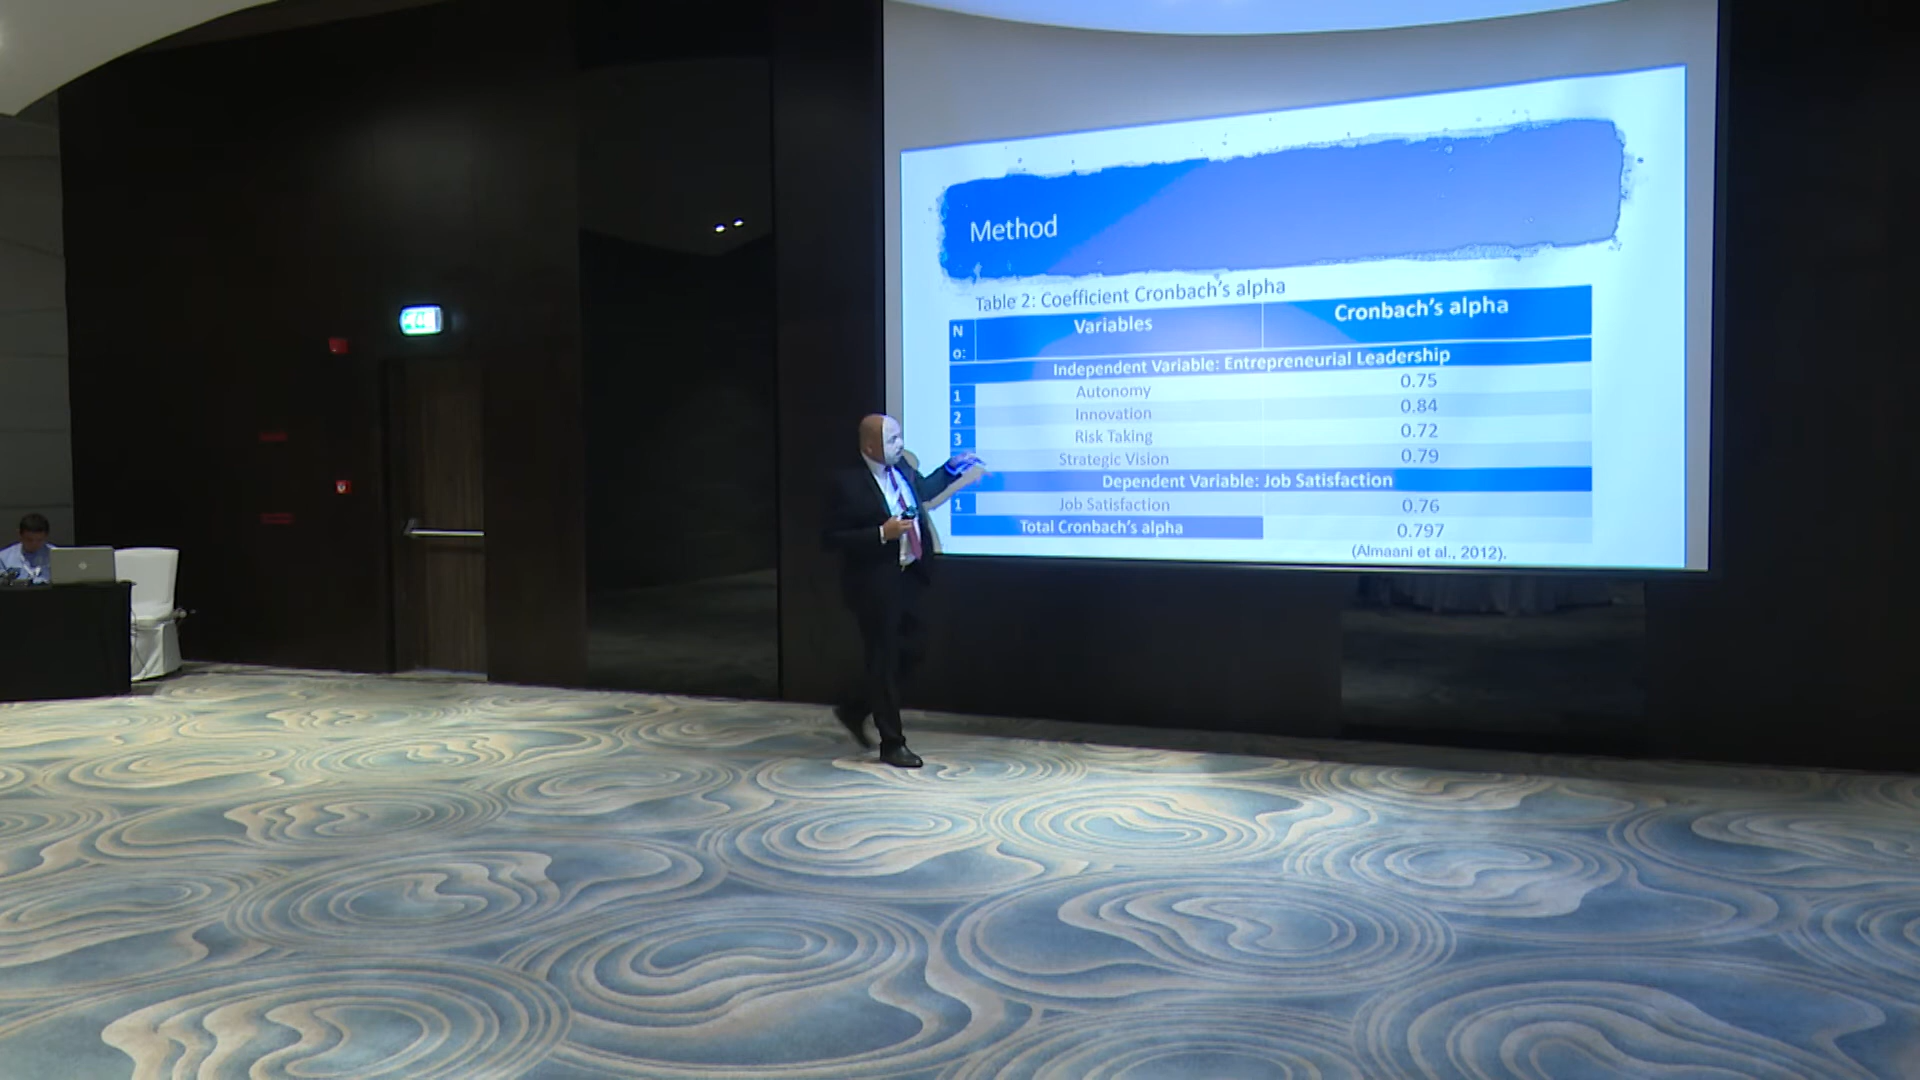 Method
Table 2: Coefficient Cronbach's alpha
N
o:
Variables
Cronbach's alpha
Independent Variable: Entrepreneurial Leadership
1 Autonomy 0.75
2 Innovation 0.84
3 Risk Taking 0.72
Strategic Vision 0.79
Dependent Variable: Job Satisfaction
1 Job Satisfaction 0.76
Total Cronbach's alpha 0.797
(Almaani et al., 2012).